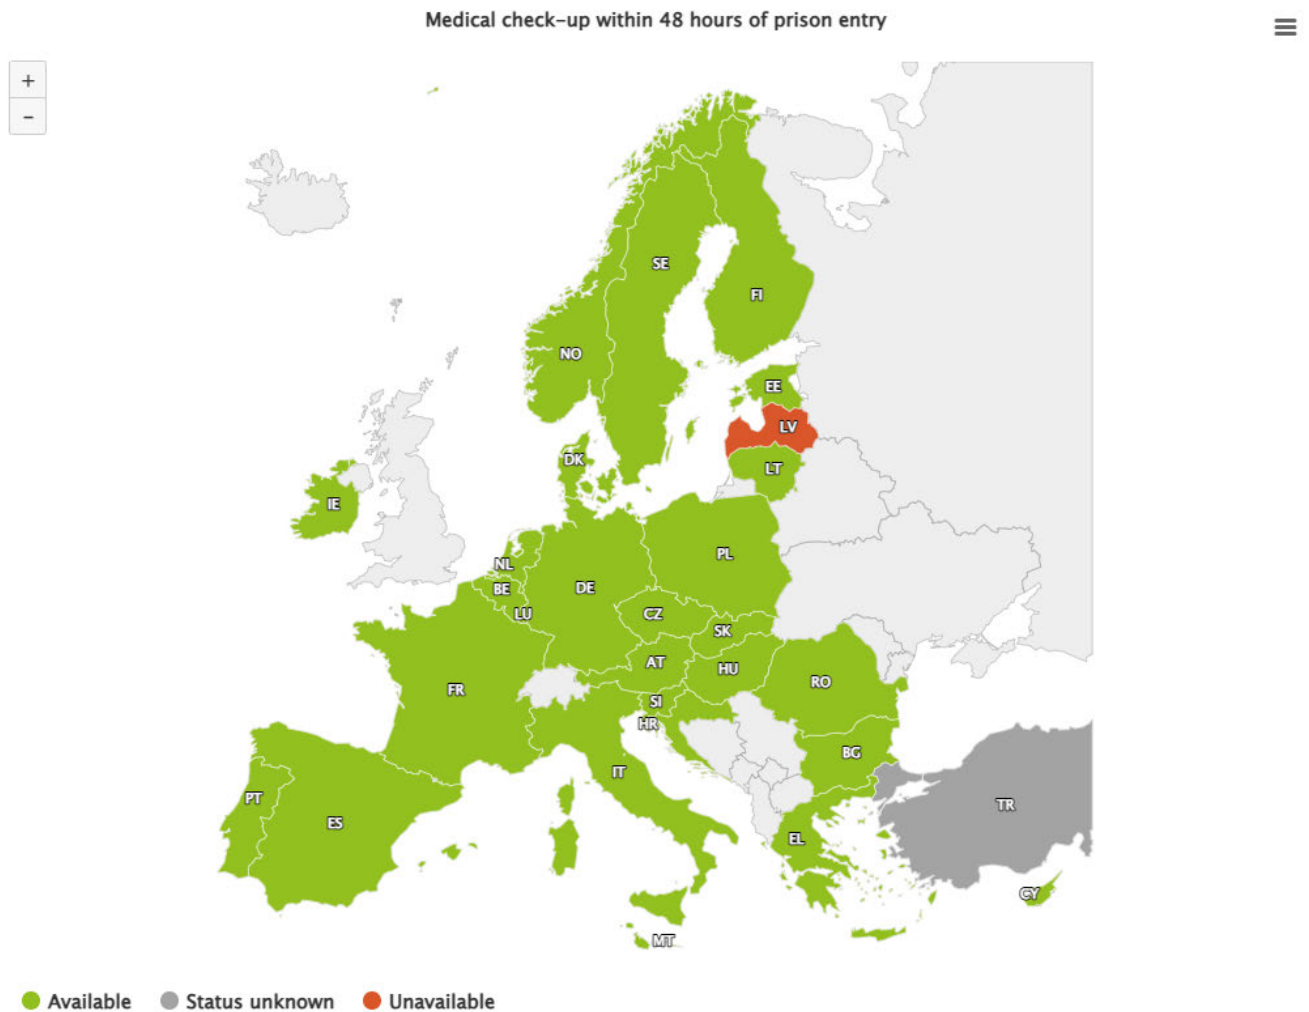 Medical check-up within 48 hours of prison entry
+
-
SE
FI
NO
EE
LV
DK
LT
IE
PL
NL
DE
BE
LU
CZ
SK
AT
HU
RO
FR
SI
HR
BG
IT
PT
TR
ES
EL
CY
MT
Available
Status unknown
Unavailable